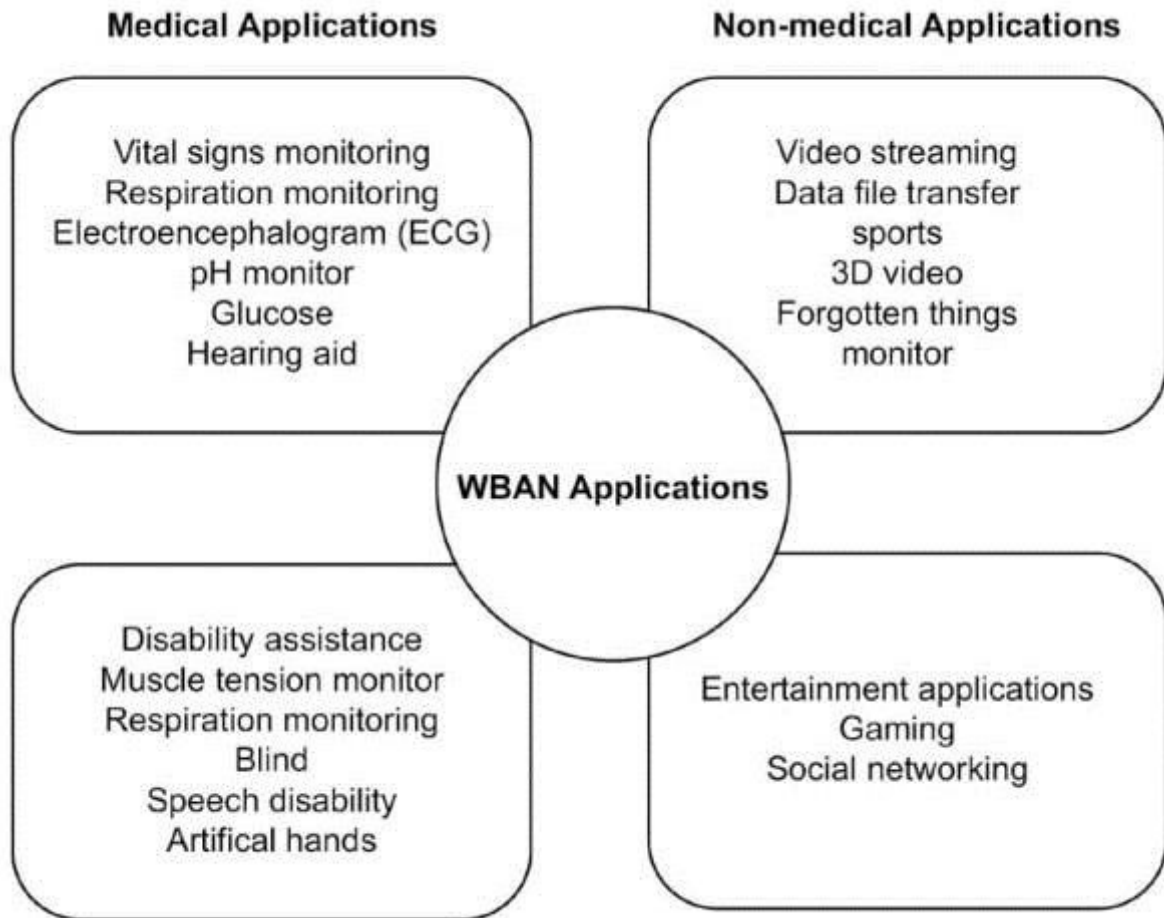 Medical Applications
Non-medical Applications
Vital signs monitoring
Respiration monitoring
Electroencephalogram (ECG)
pH monitor
Glucose
Hearing aid
Video streaming
Data file transfer
sports
3D video
Forgotten things
monitor
WBAN Applications
Disability assistance
Muscle tension monitor
Respiration monitoring
Blind
Speech disability
Artifical hands
Entertainment applications
Gaming
Social networking